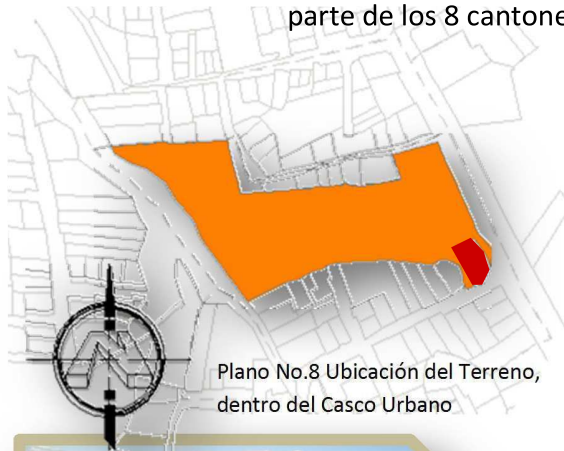 parte de los 8 cantone
Plano No.8 Ubicación del Terreno,
dentro del Casco Urbano